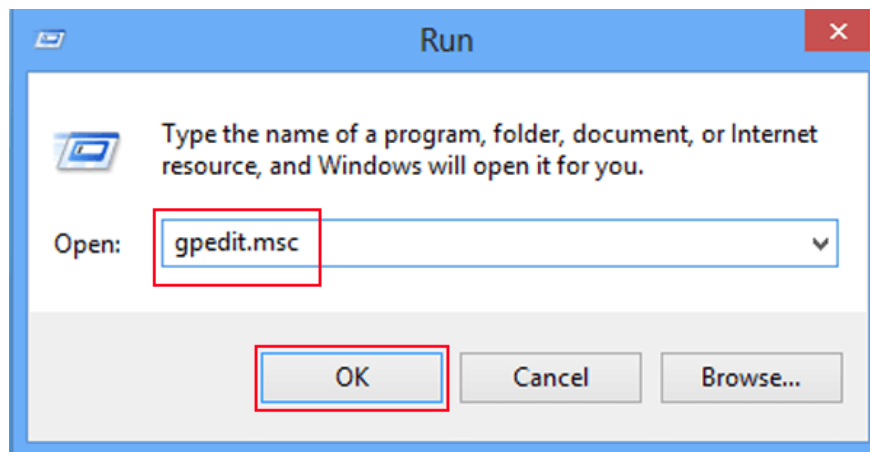 Run
Type the name of a program, folder, document, or Internet
resource, and Windows will open it for you.
Open: gpedit.msc
OK Cancel Browse...